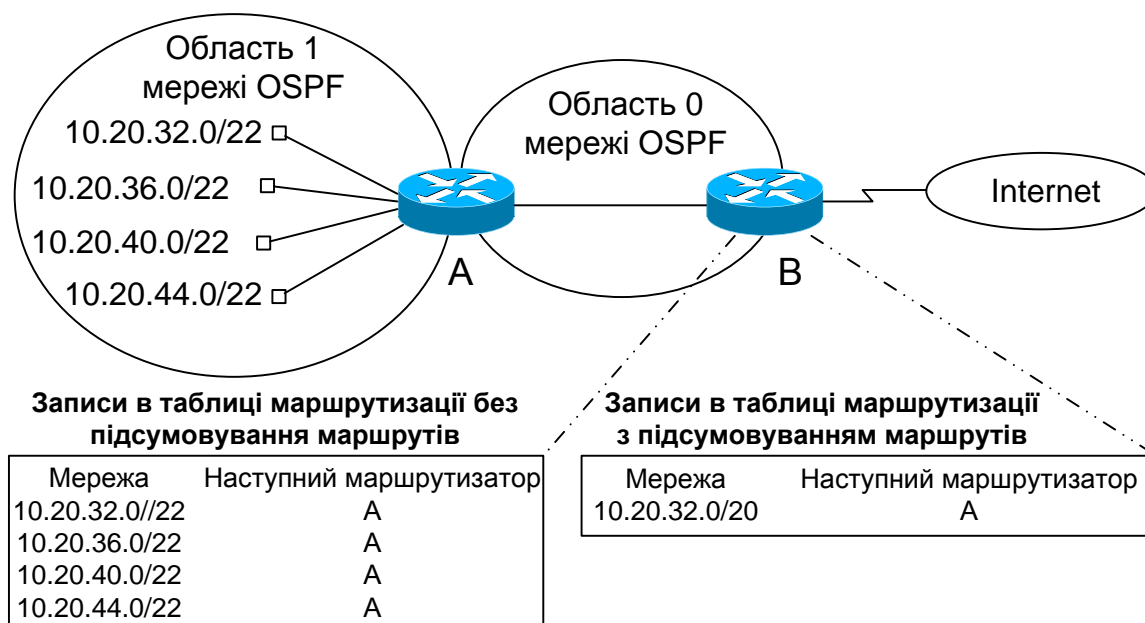 Область 1
мережі OSPF
10.20.32.0/22
10.20.36.0/22
10.20.40.0/22
10.20.44.0/22
A
Область 0
мережі OSPF
B
Internet
Записи в таблиці маршрутизації без
підсумовування маршрутів
Мережа Наступний маршрутизатор
10.20.32.0//22 A
10.20.36.0/22 A
10.20.40.0/22 A
10.20.44.0/22 A
Записи в таблиці маршрутизації
з підсумовуванням маршрутів
Мережа Наступний маршрутизатор
10.20.32.0/20 A